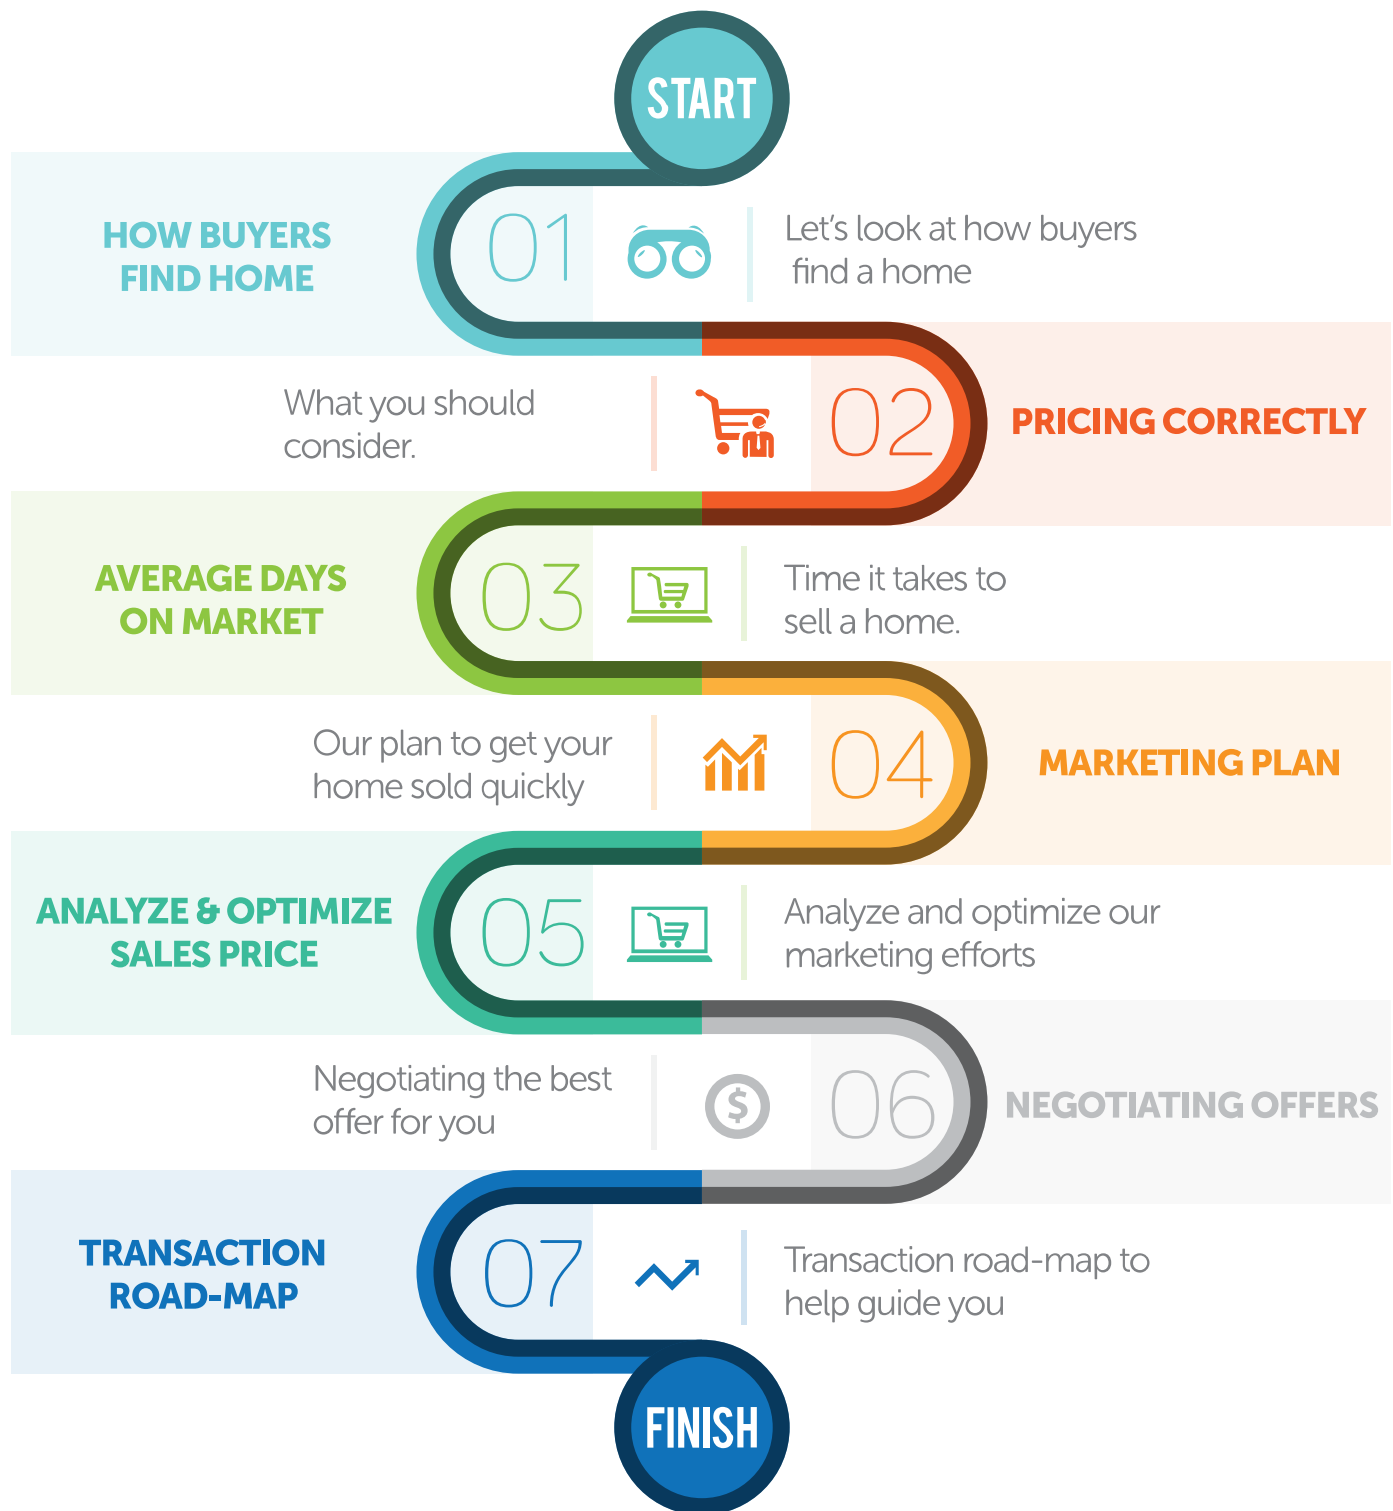 START
HOW BUYERS
FIND HOME
01
Let's look at how buyers
find a home
What you should
consider.
02
PRICING CORRECTLY
AVERAGE DAYS
ON MARKET
03
Time it takes to
sell a home.
Our plan to get your
home sold quickly
04
MARKETING PLAN
ANALYZE & OPTIMIZE
SALES PRICE
05
Analyze and optimize our
marketing efforts
Negotiating the best
offer for you
$
06
NEGOTIATING OFFERS
TRANSACTION
ROAD-MAP
07
Transaction road-map to
help guide you
FINISH